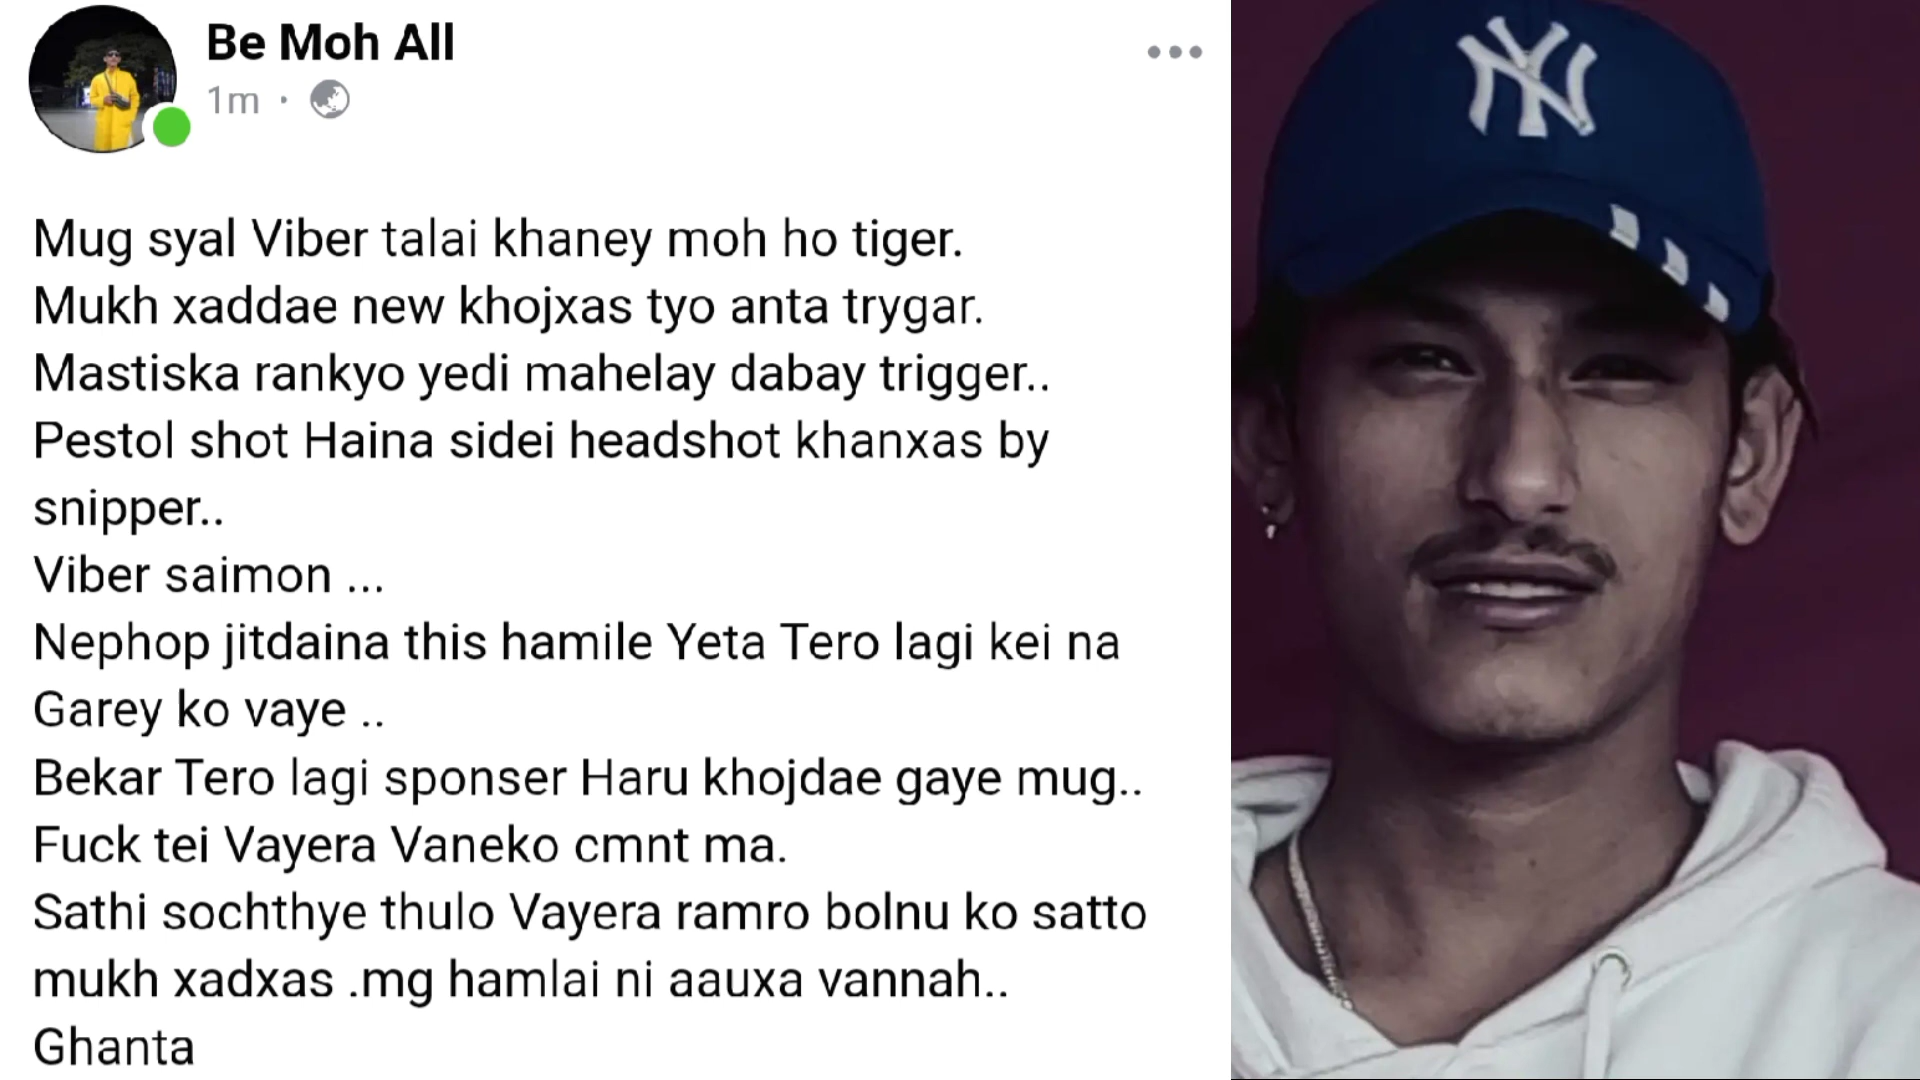 Be Moh All
1m ·
Mug syal Viber talai khaney moh ho tiger.
Mukh xaddae new khojxas tyo anta trygar.
Mastiska rankyo yedi mahelay dabay trigger..
Pestol shot Haina sidei headshot khanxas by
snipper..
Viber saimon ...
Nephop jitdaina this hamile Yeta Tero lagi kei na
Garey ko vaye ..
Bekar Tero lagi sponser Haru khojdae gaye mug..
Fuck tei Vayera Vaneko cmnt ma.
Sathi sochthye thulo Vayera ramro bolnu ko satto
mukh xadxas .mg hamlai ni aauxa vannah..
Ghanta
NY